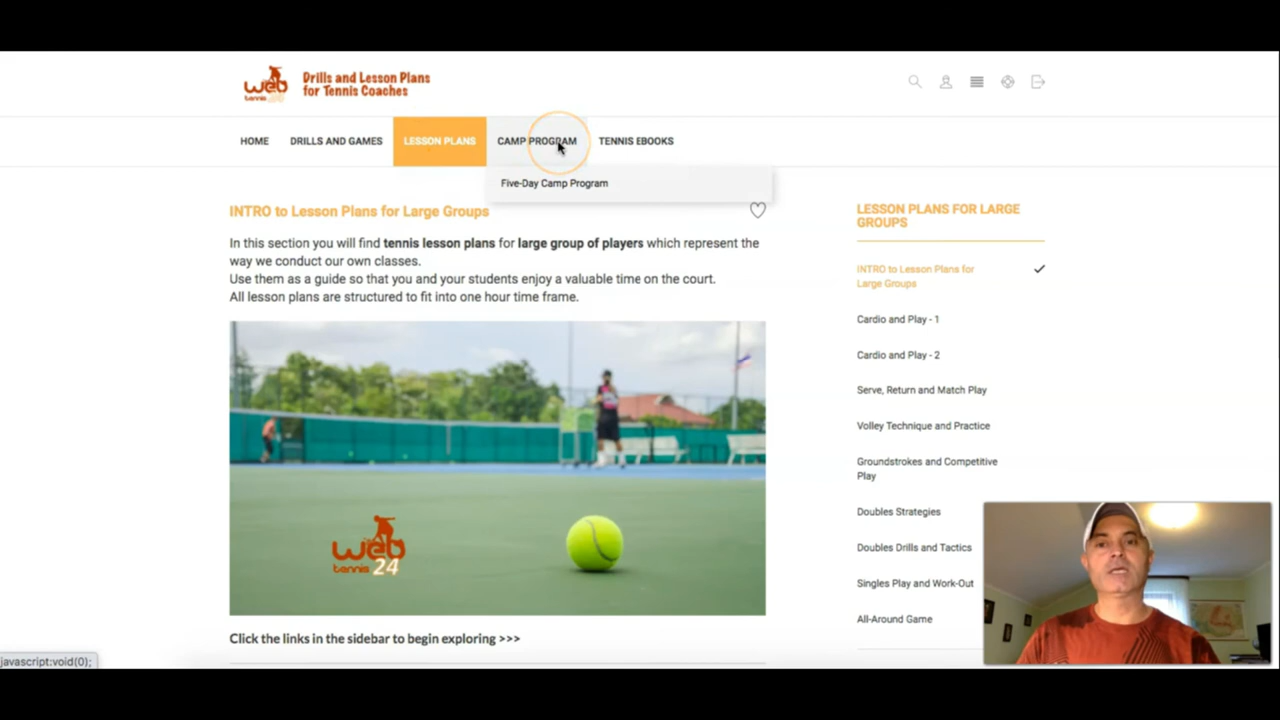 web
tennis 24
Drills and Lesson Plans
for Tennis Coaches
HOME
DRILLS AND GAMES
LESSON PLANS
CAMP PROGRAM
TENNIS EBOOKS
Five-Day Camp Program
INTRO to Lesson Plans for Large Groups
In this section you will find tennis lesson plans for large group of players which represent the
way we conduct our own classes.
Use them as a guide so that you and your students enjoy a valuable time on the court.
All lesson plans are structured to fit into one hour time frame.
web
tennis 24
Click the links in the sidebar to begin exploring >>>
LESSON PLANS FOR LARGE
GROUPS
INTRO to Lesson Plans for
Large Groups
Cardio and Play - 1
Cardio and Play - 2
Serve, Return and Match Play
Volley Technique and Practice
Groundstrokes and Competitive
Play
Doubles Strategies
Doubles Drills and Tactics
Singles Play and Work-Out
All-Around Game
javascript:void(0);